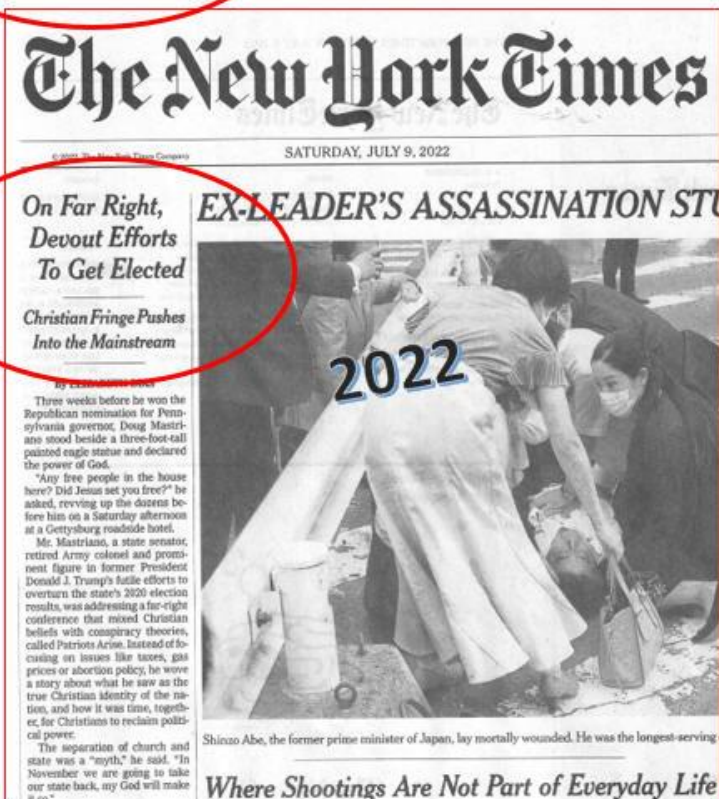 The New York Times
© 2022 The New York Times Company
SATURDAY, JULY 9, 2022
On Far Right,
Devout Efforts
To Get Elected
Christian Fringe Pushes
Into the Mainstream
By ELIZABETH DIAS
Three weeks before he won the
Republican nomination for Penn-
sylvania governor, Doug Mastri-
ano stood beside a three-foot-tall
painted eagle statue and declared
the power of God.
"Any free people in the house
here? Did Jesus set you free?" he
asked, revving up the dozens be-
fore him on a Saturday afternoon
at a Gettysburg roadside hotel.
Mr. Mastriano, a state senator,
retired Army colonel and promi-
nent figure in former President
Donald J. Trump's futile efforts to
overturn the state's 2020 election
results, was addressing a far-right
conference that mixed Christian
beliefs with conspiracy theories,
called Patriots Arise. Instead of fo-
cusing on issues like taxes, gas
prices or abortion policy, he wove
a story about what he saw as the
true Christian identity of the na-
tion, and how it was time, togeth-
er, for Christians to reclaim politi-
cal power.
The separation of church and
state was a "myth," he said. "In
November we are going to take
our state back, my God will make
it so."
EX-LEADER'S ASSASSINATION STU
2022
Shinzo Abe, the former prime minister of Japan, lay mortally wounded. He was the longest-serving
Where Shootings Are Not Part of Everyday Life